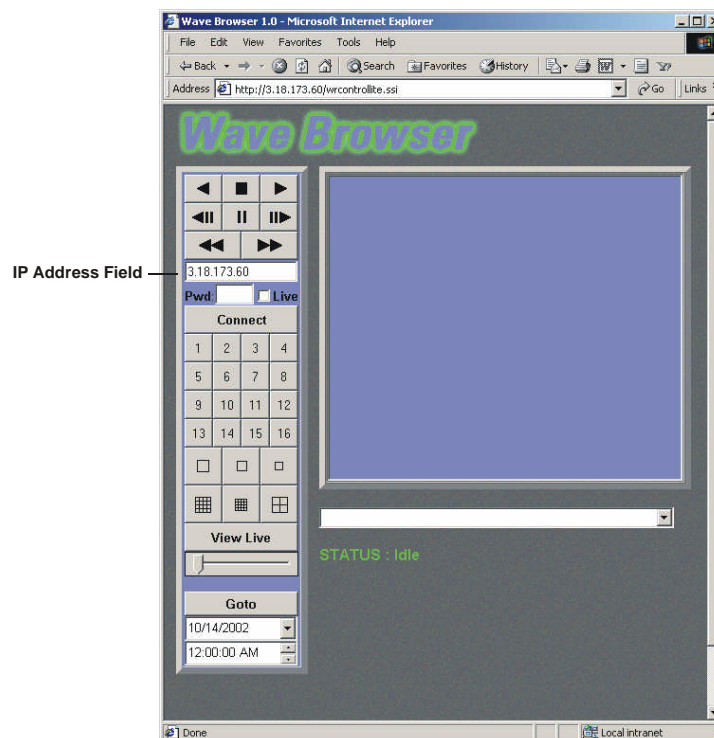 Wave Browser 1.0 - Microsoft Internet Explorer
File Edit View Favorites Tools Help
Back Search Favorites History
Address http://3.18.173.60/wrcontrollite.ssi Go Links
Wave Browser
IP Address Field
3.18.173.60
Pwd: Live
Connect
1 2 3 4
5 6 7 8
9 10 11 12
13 14 15 16
View Live
STATUS : Idle
Goto
10/14/2002
12:00:00 AM
Done Local intranet